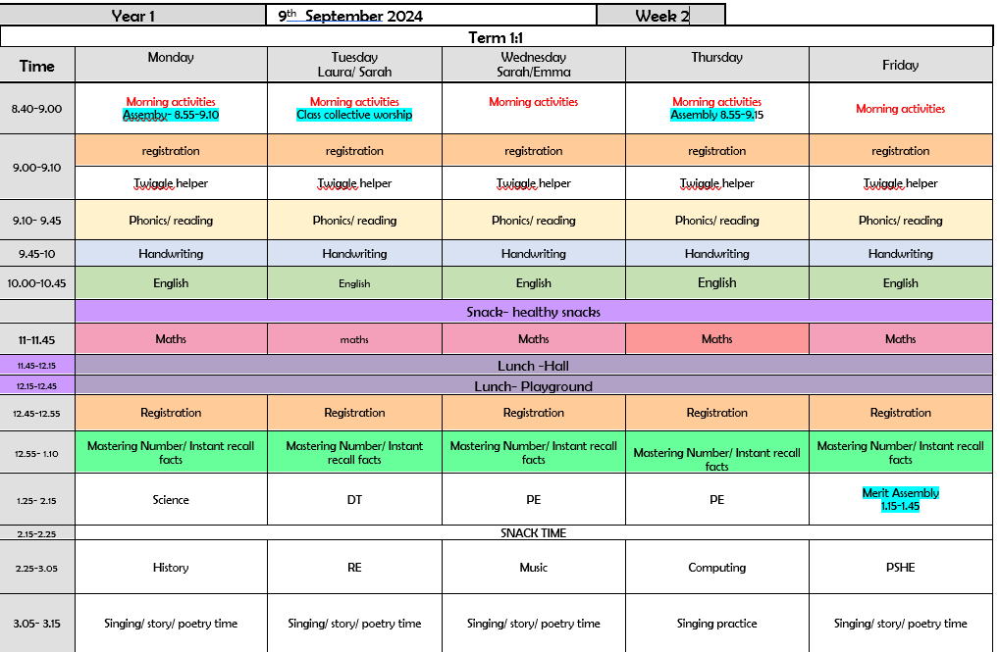 Year 1 9th September 2024 Week 2
Term 1:1
Time Monday Tuesday Wednesday Thursday Friday
Laura/ Sarah Sarah/Emma
8.40-9.00 Morning activities Morning activities Morning activities Morning activities Morning activities
Assemby- 8.55-9.10 Class collective worship Assembly 8.55-9.15
9.00-9.10 registration registration registration registration registration
Twiggle helper Twiggle helper Twiggle helper Twiggle helper Twiggle helper
9.10- 9.45 Phonics/ reading Phonics/ reading Phonics/ reading Phonics/ reading Phonics/ reading
9.45-10 Handwriting Handwriting Handwriting Handwriting Handwriting
10.00-10.45 English English English English English
Snack- healthy snacks
11-11.45 Maths maths Maths Maths Maths
11.45-12.15 Lunch -Hall
12.15-12.45 Lunch- Playground
12.45-12.55 Registration Registration Registration Registration Registration
12.55- 1.10 Mastering Number/ Instant recall Mastering Number/ Instant Mastering Number/ Instant recall Mastering Number/ Instant recall Mastering Number/ Instant recall
facts recall facts facts facts facts
1.25- 2.15 Science DT PE PE Merit Assembly
1.15-1.45
2.15-2.25 SNACK TIME
2.25-3.05 History RE Music Computing PSHE
3.05- 3.15 Singing/ story/ poetry time Singing/ story/ poetry time Singing/ story/ poetry time Singing practice Singing/ story/ poetry time